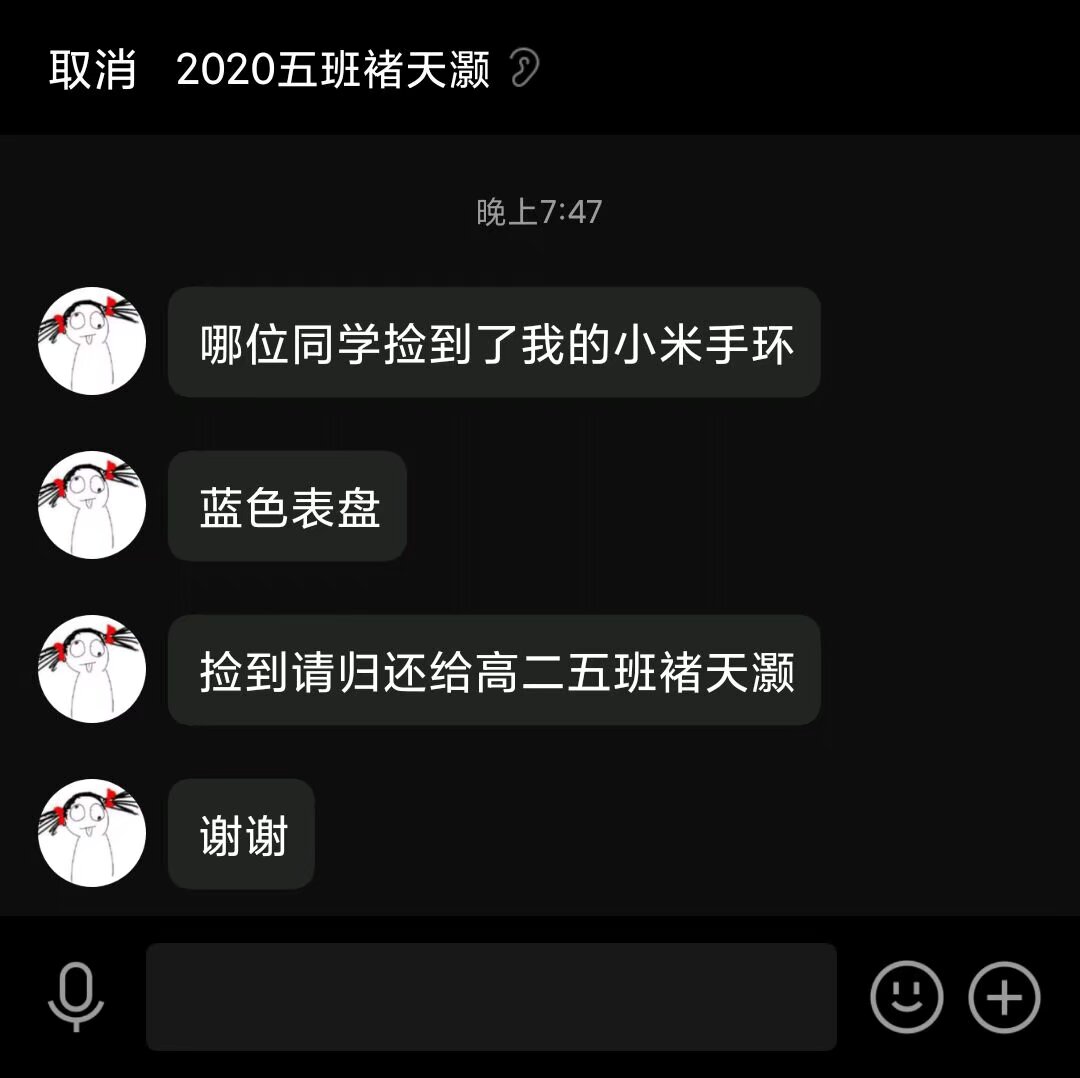 取消 2020五班褚天灏
晚上7:47
哪位同学捡到了我的小米手环
蓝色表盘
捡到请归还给高二五班褚天灏
谢谢